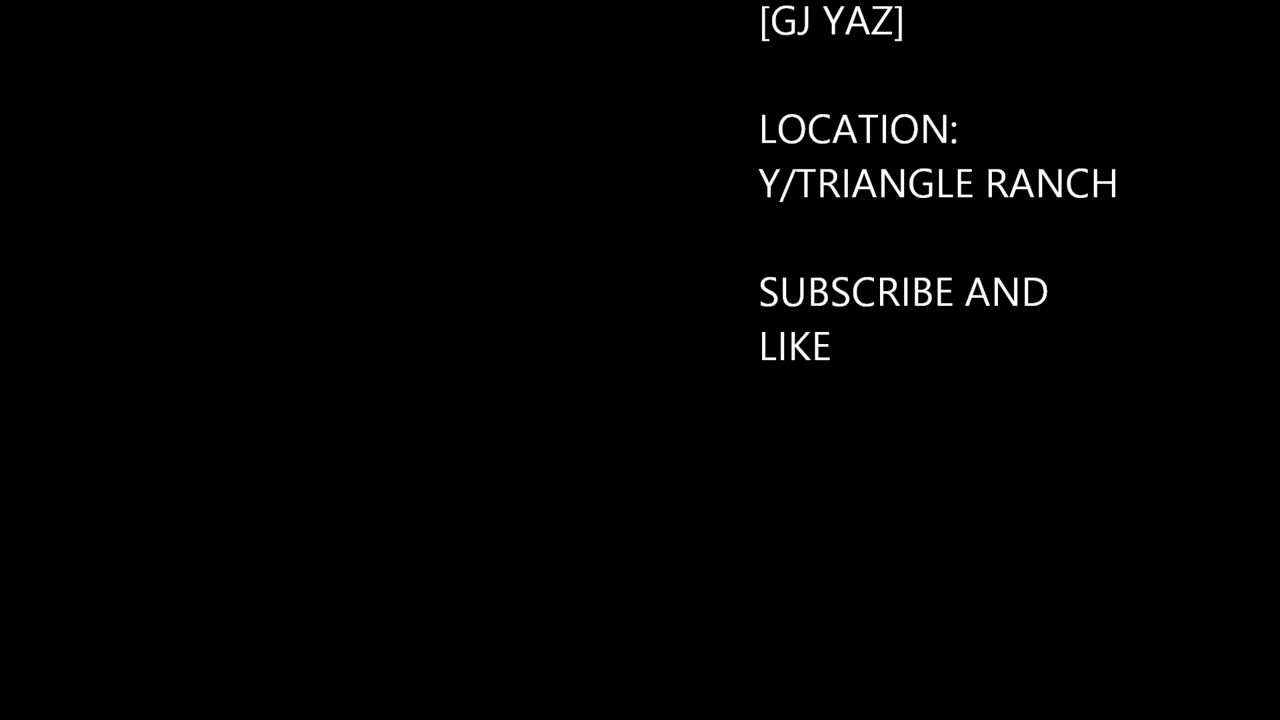 [GJ YAZ]
LOCATION:
Y/TRIANGLE RANCH
SUBSCRIBE AND
LIKE